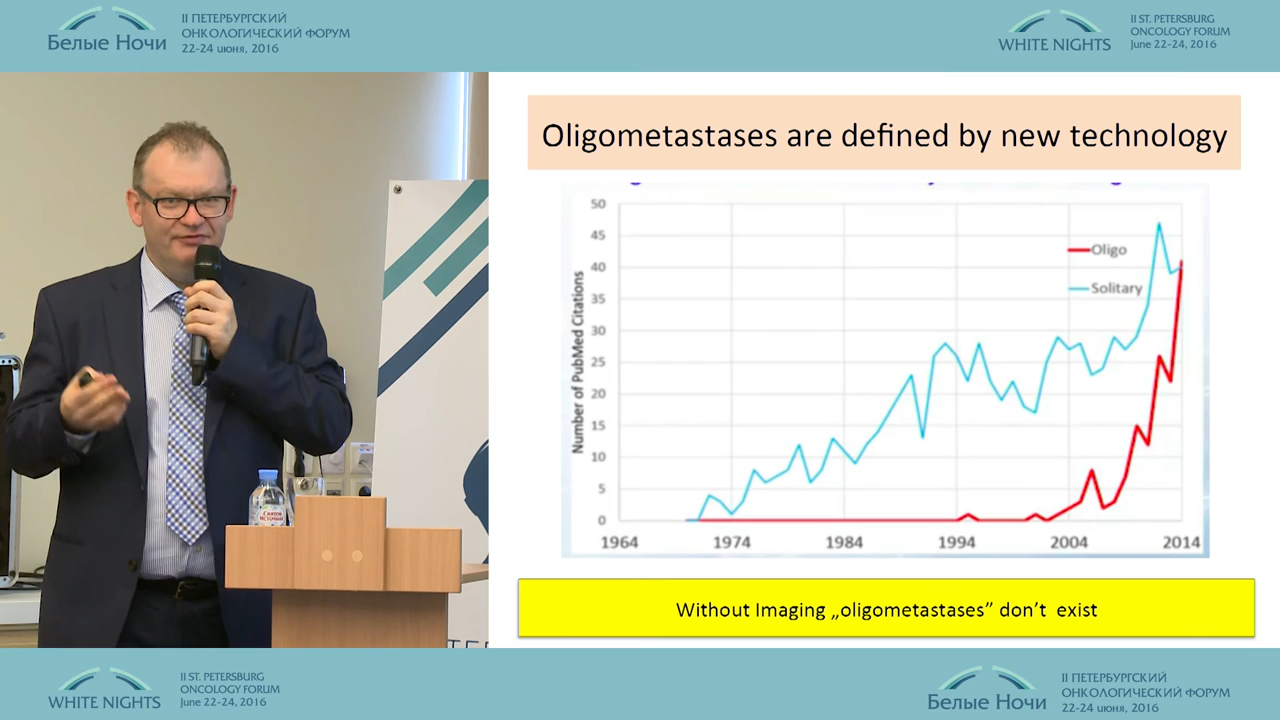 Белые Ночи
II ПЕТЕРБУРГСКИЙ
ОНКОЛОГИЧЕСКИЙ ФОРУМ
22-24 июня, 2016
WHITE NIGHTS
II ST. PETERSBURG
ONCOLOGY FORUM
June 22-24, 2016
Oligometastases are defined by new technology
Number of PubMed Citations
50
45
40
35
30
25
20
15
10
5
0
1964
1974
1984
1994
2004
2014
Oligo
Solitary
Without Imaging „oligometastases” don’t exist
Святой
Источник
WHITE NIGHTS
II ST. PETERSBURG
ONCOLOGY FORUM
June 22-24, 2016
Белые Ночи
II ПЕТЕРБУРГСКИЙ
ОНКОЛОГИЧЕСКИЙ ФОРУМ
22-24 июня, 2016